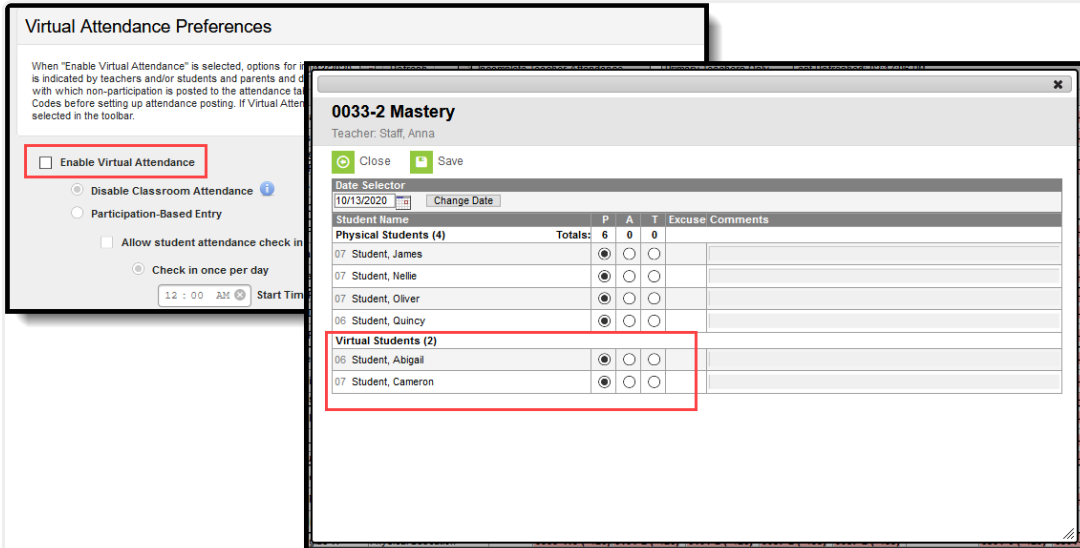 Virtual Attendance Preferences
When "Enable Virtual Attendance" is selected, options for in
is indicated by teachers and/or students and parents and d
with which non-participation is posted to the attendance tal
Codes before setting up attendance posting. If Virtual Atten
selected in the toolbar.
Enable Virtual Attendance
Disable Classroom Attendance
Participation-Based Entry
Allow student attendance check in
Check in once per day
12 : 00 AM Start Tim
0033-2 Mastery
Teacher: Staff, Anna
Close Save
Date Selector
10/13/2020 Change Date
Student Name P A T Excuse Comments
Physical Students (4) Totals: 6 0 0
07 Student, James
07 Student, Nellie
07 Student, Oliver
06 Student, Quincy
Virtual Students (2)
06 Student, Abigail
07 Student, Cameron